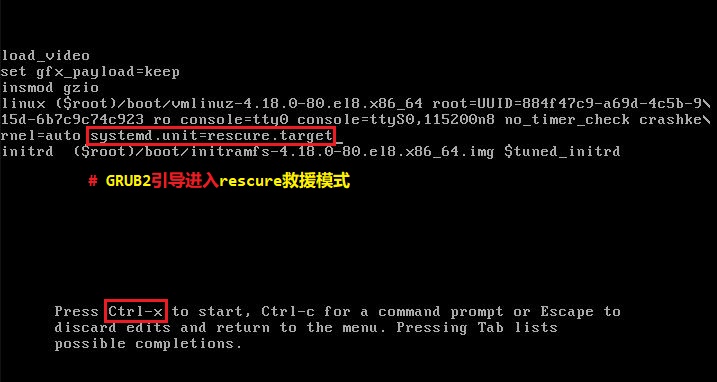 load_video
set gfx_payload=keep
insmod gzio
linux ($root)/boot/vmlinuz-4.18.0-80.el8.x86_64 root=UUID=884f47c9-a69d-4c5b-9\
15d-6b7c9c74c923 ro console=tty0 console=ttyS0,115200n8 no_timer_check crashke\
rnel=auto systemd.unit=rescure.target_
initrd  ($root)/boot/initramfs-4.18.0-80.el8.x86_64.img $tuned_initrd
# GRUB2引导进入rescure救援模式
Press Ctrl-x to start, Ctrl-c for a command prompt or Escape to
discard edits and return to the menu. Pressing Tab lists
possible completions.